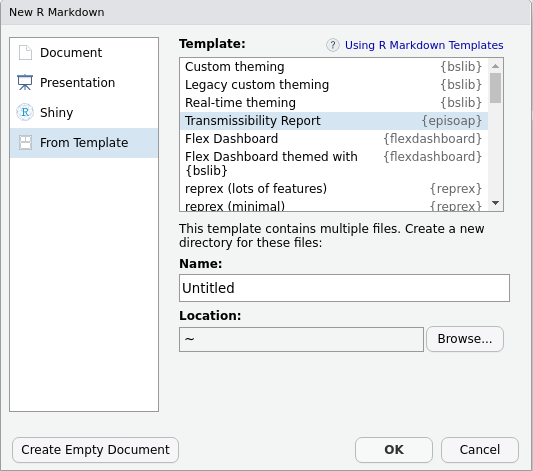 New R Markdown
Document
Presentation
Shiny
From Template
Template:
? Using R Markdown Templates
Custom theming {bslib}
Legacy custom theming {bslib}
Real-time theming {bslib}
Transmissibility Report {episoap}
Flex Dashboard {flexdashboard}
Flex Dashboard themed with {flexdashboard}
{bslib}
reprex (lots of features) {reprex}
reprex (minimal) {reprex}
This template contains multiple files. Create a new
directory for these files:
Name:
Untitled
Location:
~ Browse...
Create Empty Document OK Cancel